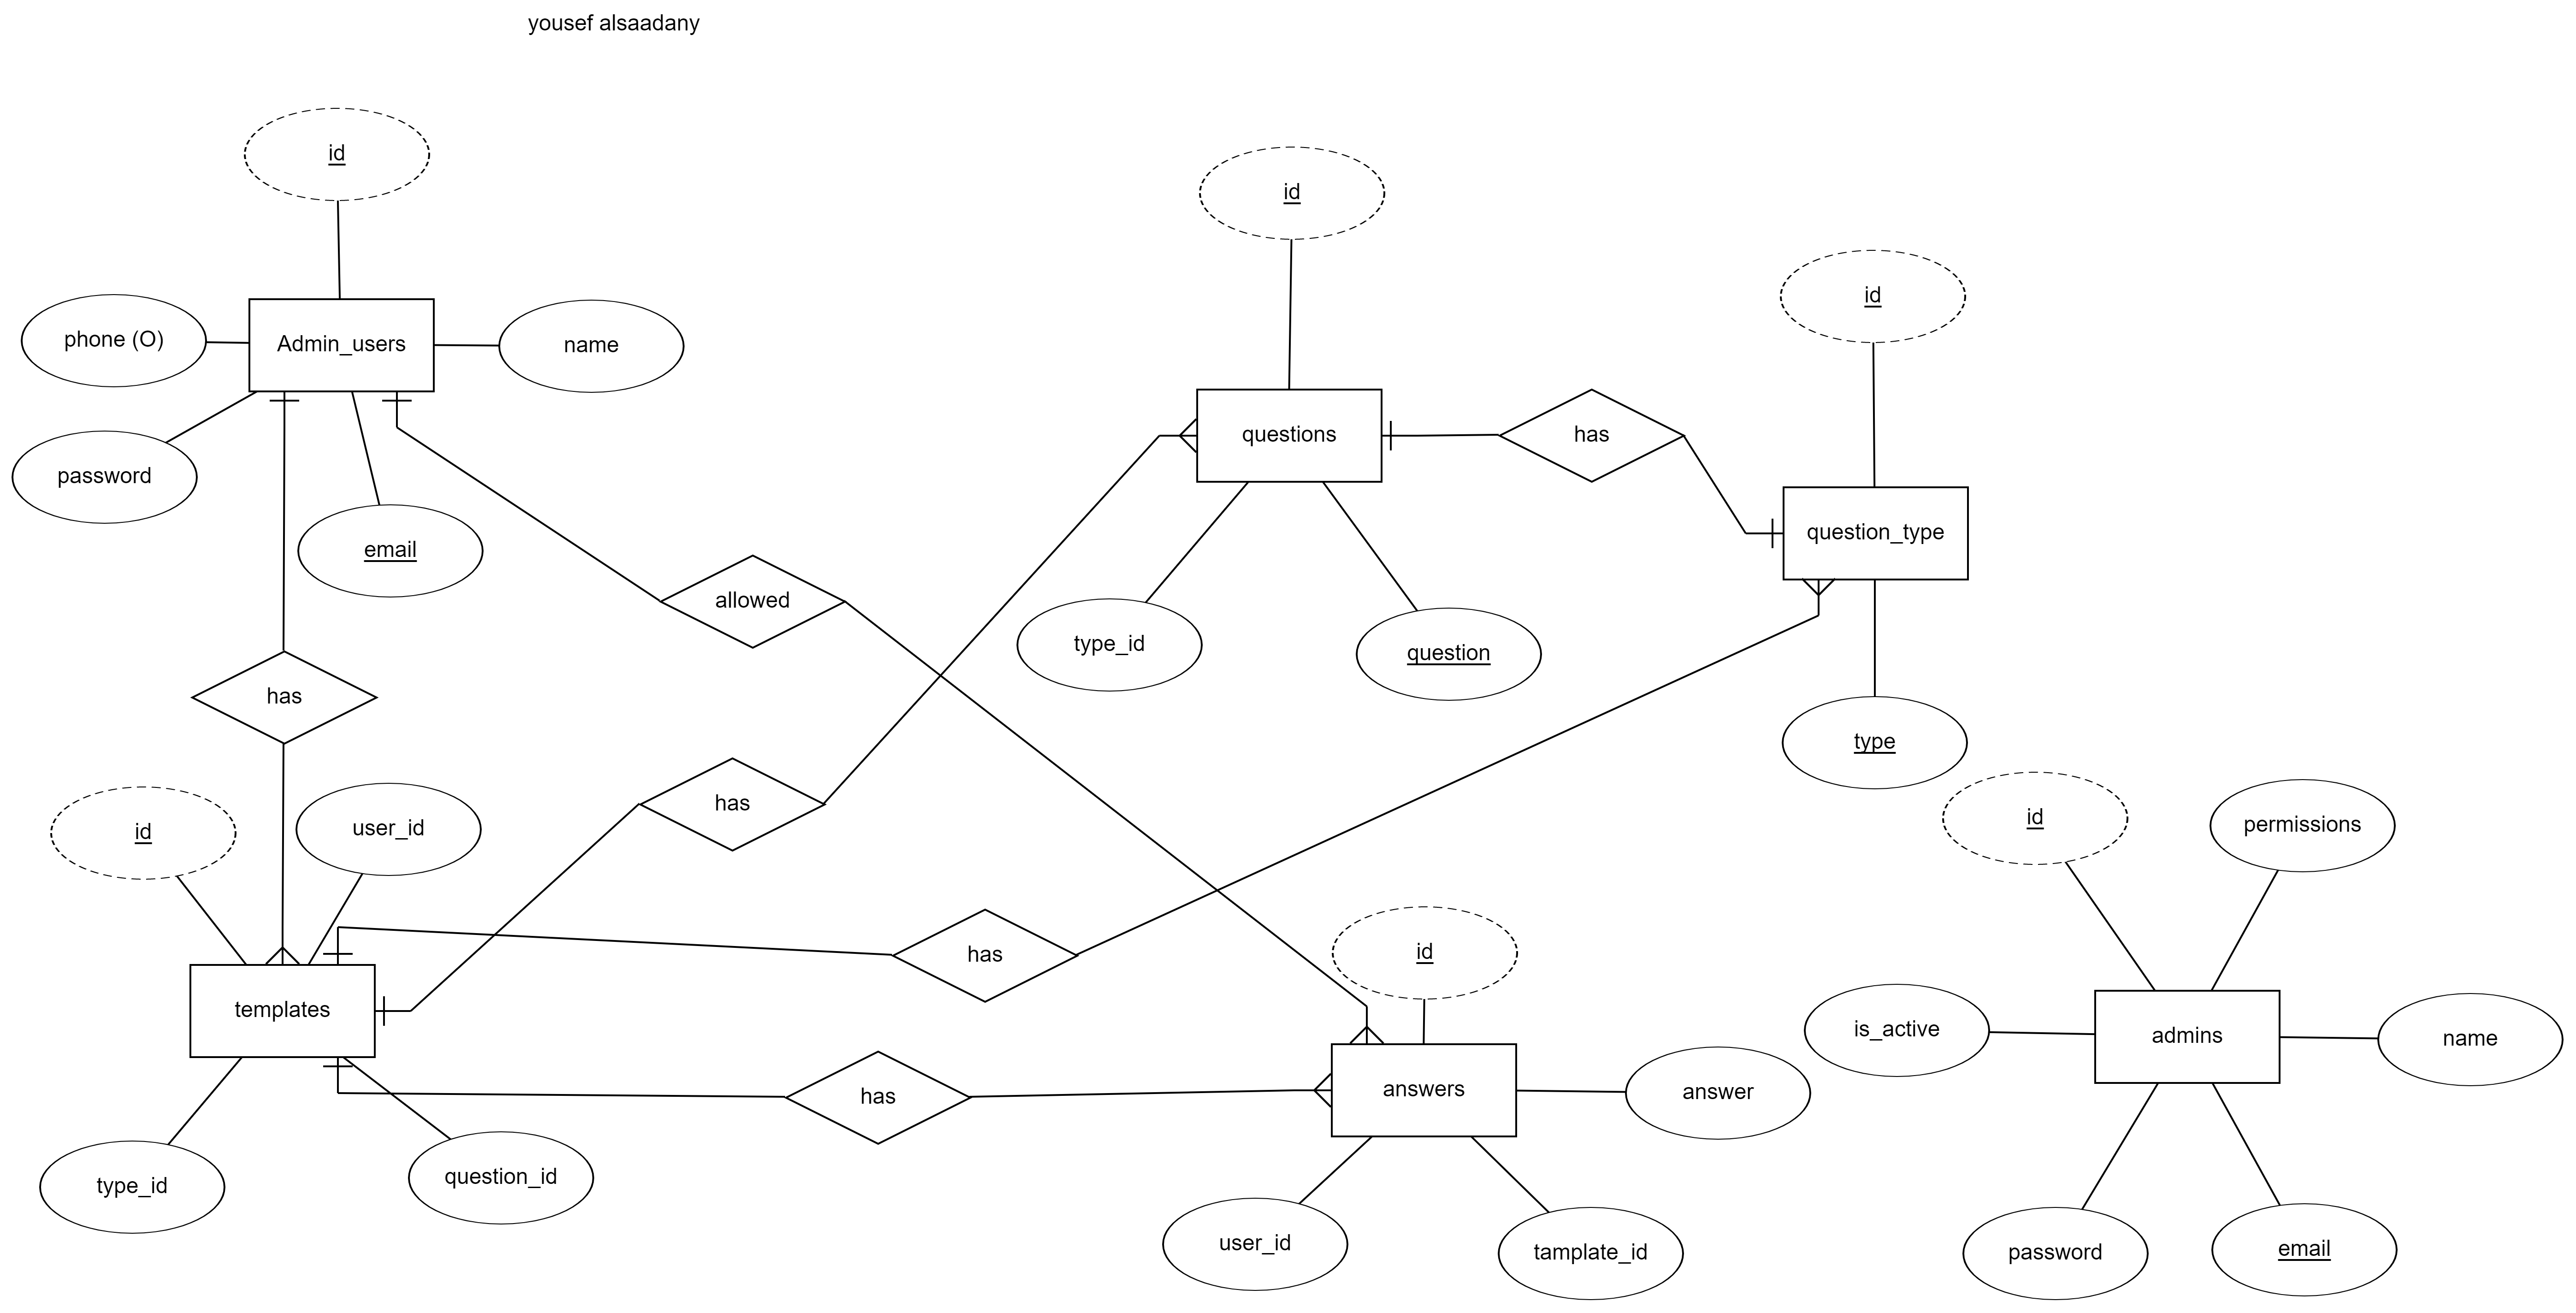 yousef alsaadany
id
id
id
phone (O)
Admin_users
name
questions
has
question_type
password
email
allowed
type_id
question
has
type
id
user_id
has
id
permissions
has
id
templates
is_active
admins
name
has
answers
answer
type_id
question_id
user_id
tamplate_id
password
email